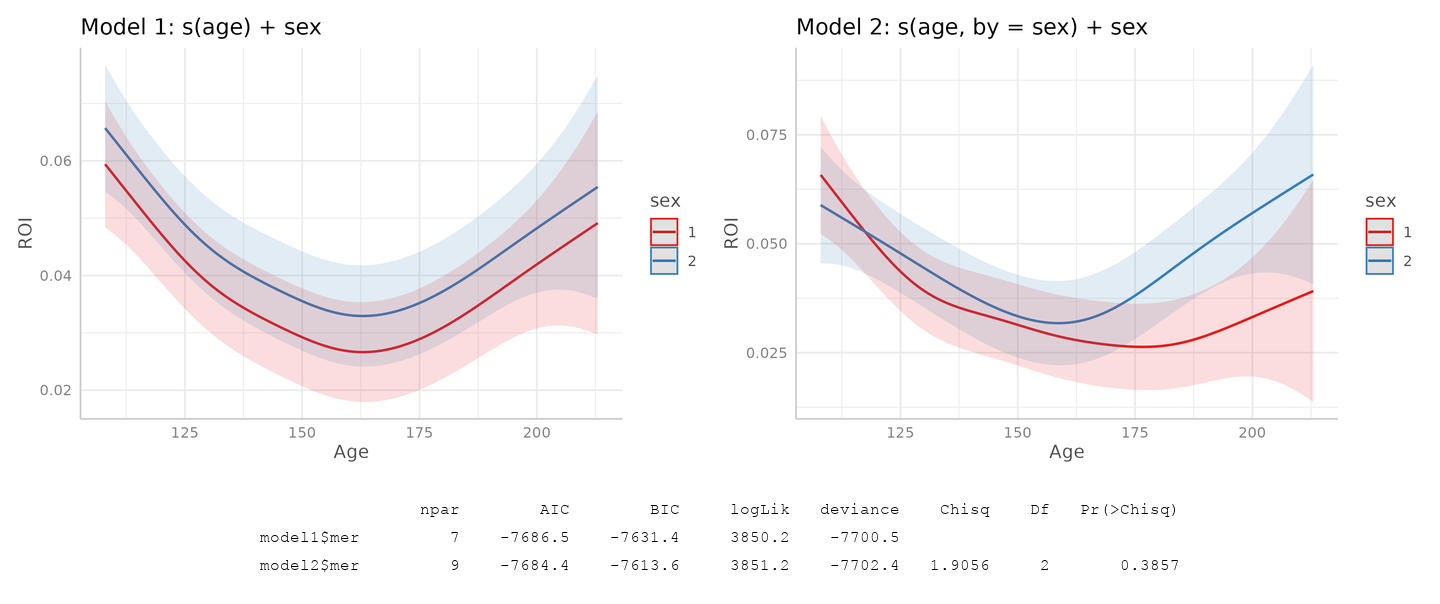 Model 1: s(age) + sex
0.06
0.04
0.02
ROI
125 150 175 200
Age
sex
1
2
Model 2: s(age, by = sex) + sex
0.075
0.050
0.025
ROI
125 150 175 200
Age
sex
1
2
npar AIC BIC logLik deviance Chisq Df Pr(>Chisq)
model1$mer 7 -7686.5 -7631.4 3850.2 -7700.5
model2$mer 9 -7684.4 -7613.6 3851.2 -7702.4 1.9056 2 0.3857